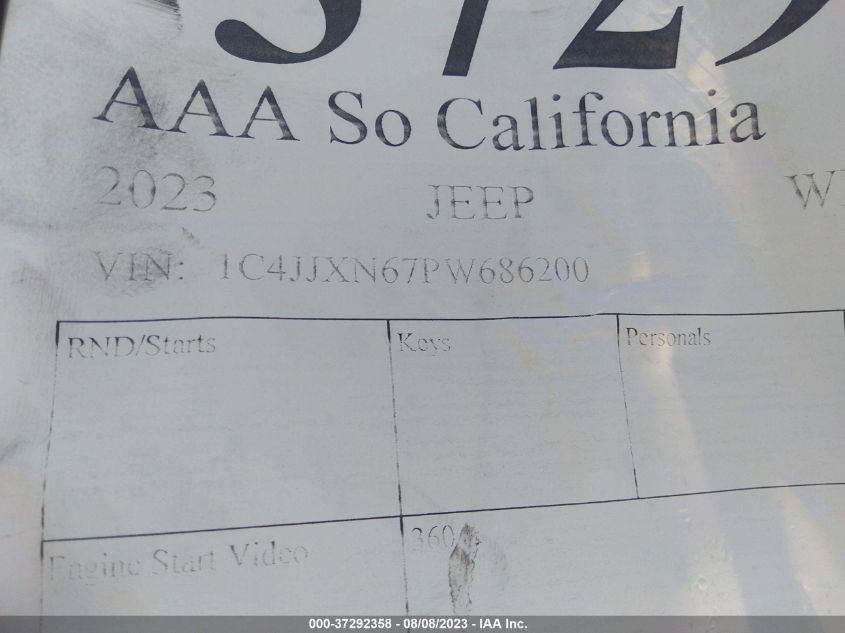 3729
AAA So California
2023 JEEP W
VIN: 1C4JJXN67PW686200
RND/Starts Keys Personals
Engine Start Video 360
000-37292358 - 08/08/2023 - IAA Inc.